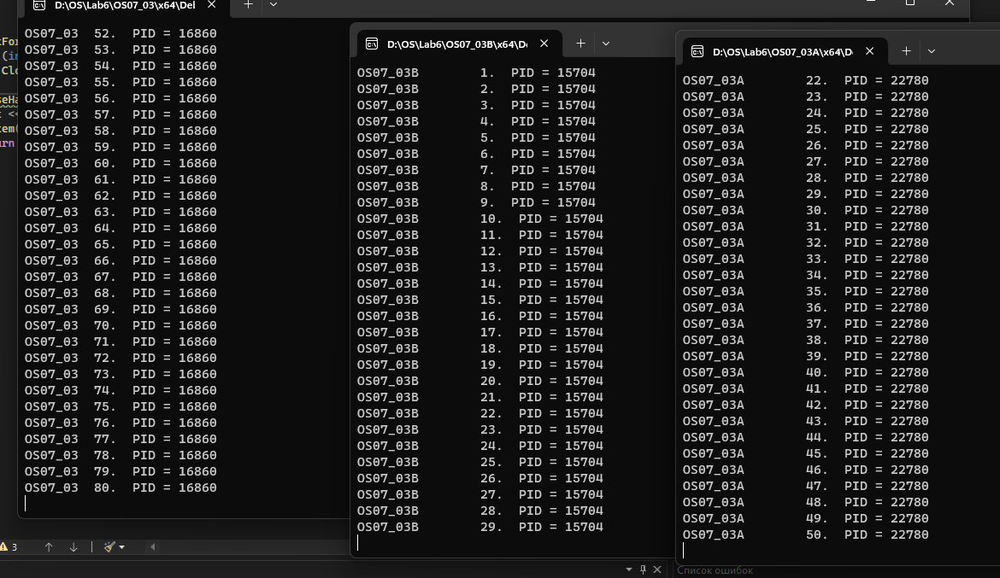 D:\OS\Lab6\OS07_03\x64\De
OS07_03  52.  PID = 16860
OS07_03  53.  PID = 16860
OS07_03  54.  PID = 16860
OS07_03  55.  PID = 16860
OS07_03  56.  PID = 16860
OS07_03  57.  PID = 16860
OS07_03  58.  PID = 16860
OS07_03  59.  PID = 16860
OS07_03  60.  PID = 16860
OS07_03  61.  PID = 16860
OS07_03  62.  PID = 16860
OS07_03  63.  PID = 16860
OS07_03  64.  PID = 16860
OS07_03  65.  PID = 16860
OS07_03  66.  PID = 16860
OS07_03  67.  PID = 16860
OS07_03  68.  PID = 16860
OS07_03  69.  PID = 16860
OS07_03  70.  PID = 16860
OS07_03  71.  PID = 16860
OS07_03  72.  PID = 16860
OS07_03  73.  PID = 16860
OS07_03  74.  PID = 16860
OS07_03  75.  PID = 16860
OS07_03  76.  PID = 16860
OS07_03  77.  PID = 16860
OS07_03  78.  PID = 16860
OS07_03  79.  PID = 16860
OS07_03  80.  PID = 16860
D:\OS\Lab6\OS07_03B\x64\D
OS07_03B        1.  PID = 15704
OS07_03B        2.  PID = 15704
OS07_03B        3.  PID = 15704
OS07_03B        4.  PID = 15704
OS07_03B        5.  PID = 15704
OS07_03B        6.  PID = 15704
OS07_03B        7.  PID = 15704
OS07_03B        8.  PID = 15704
OS07_03B        9.  PID = 15704
OS07_03B        10.  PID = 15704
OS07_03B        11.  PID = 15704
OS07_03B        12.  PID = 15704
OS07_03B        13.  PID = 15704
OS07_03B        14.  PID = 15704
OS07_03B        15.  PID = 15704
OS07_03B        16.  PID = 15704
OS07_03B        17.  PID = 15704
OS07_03B        18.  PID = 15704
OS07_03B        19.  PID = 15704
OS07_03B        20.  PID = 15704
OS07_03B        21.  PID = 15704
OS07_03B        22.  PID = 15704
OS07_03B        23.  PID = 15704
OS07_03B        24.  PID = 15704
OS07_03B        25.  PID = 15704
OS07_03B        26.  PID = 15704
OS07_03B        27.  PID = 15704
OS07_03B        28.  PID = 15704
OS07_03B        29.  PID = 15704
D:\OS\Lab6\OS07_03A\x64\D
OS07_03A        22.  PID = 22780
OS07_03A        23.  PID = 22780
OS07_03A        24.  PID = 22780
OS07_03A        25.  PID = 22780
OS07_03A        26.  PID = 22780
OS07_03A        27.  PID = 22780
OS07_03A        28.  PID = 22780
OS07_03A        29.  PID = 22780
OS07_03A        30.  PID = 22780
OS07_03A        31.  PID = 22780
OS07_03A        32.  PID = 22780
OS07_03A        33.  PID = 22780
OS07_03A        34.  PID = 22780
OS07_03A        35.  PID = 22780
OS07_03A        36.  PID = 22780
OS07_03A        37.  PID = 22780
OS07_03A        38.  PID = 22780
OS07_03A        39.  PID = 22780
OS07_03A        40.  PID = 22780
OS07_03A        41.  PID = 22780
OS07_03A        42.  PID = 22780
OS07_03A        43.  PID = 22780
OS07_03A        44.  PID = 22780
OS07_03A        45.  PID = 22780
OS07_03A        46.  PID = 22780
OS07_03A        47.  PID = 22780
OS07_03A        48.  PID = 22780
OS07_03A        49.  PID = 22780
OS07_03A        50.  PID = 22780
3
Список ошибок